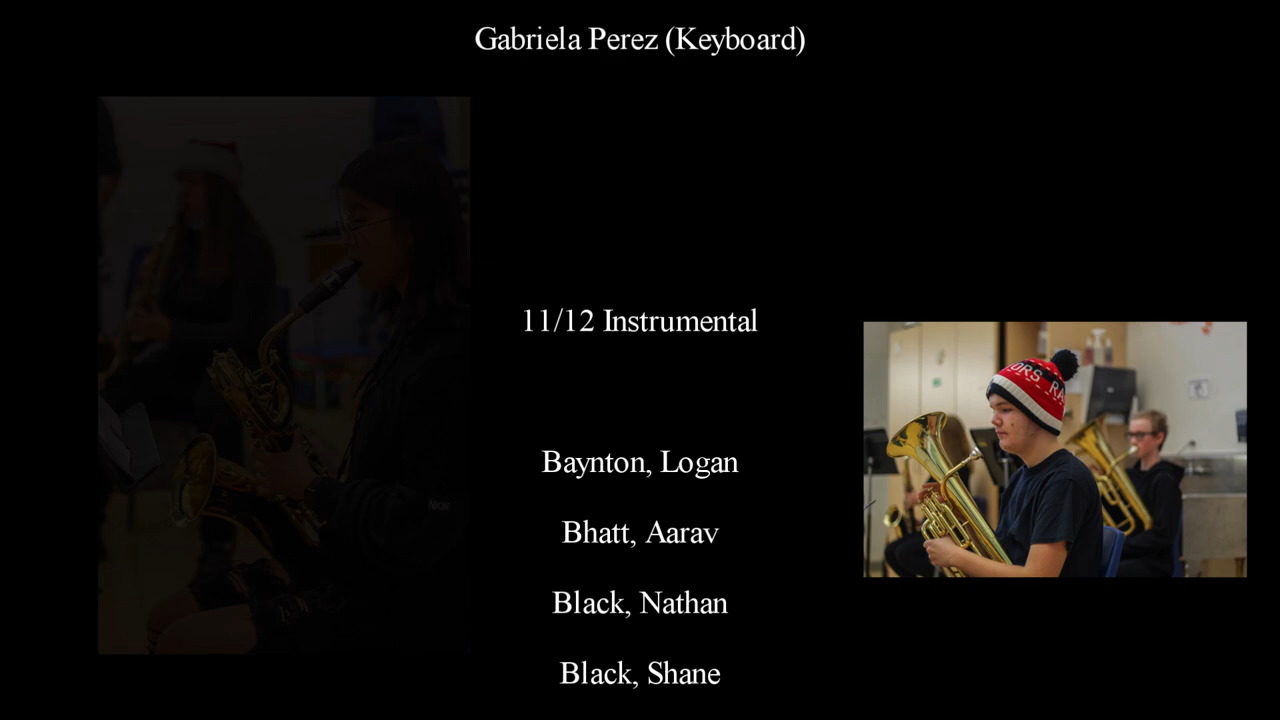 Gabriela Perez (Keyboard)
11/12 Instrumental
Baynton, Logan
Bhatt, Aarav
Black, Nathan
Black, Shane